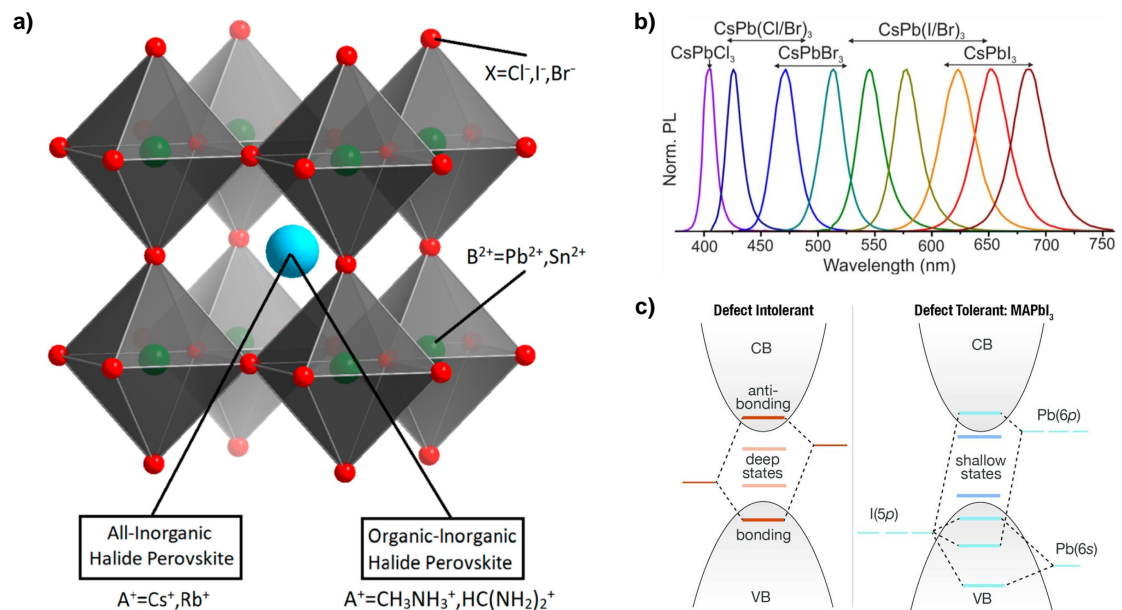 a)
X=Cl⁻,I⁻,Br⁻
B²⁺=Pb²⁺,Sn²⁺
All-Inorganic
Halide Perovskite
A⁺=Cs⁺,Rb⁺
Organic-Inorganic
Halide Perovskite
A⁺=CH3NH₃⁺,HC(NH₂)₂⁺
b)
CsPb(Cl/Br)₃
CsPb(I/Br)₃
CsPbCl₃
CsPbBr₃
CsPbI₃
Norm. PL
400 450 500 550 600 650 700 750
Wavelength (nm)
c)
Defect Intolerant
CB
anti-
bonding
deep
states
bonding
VB
Defect Tolerant: MAPbI₃
CB
Pb(6p)
shallow
states
I(5p)
Pb(6s)
VB